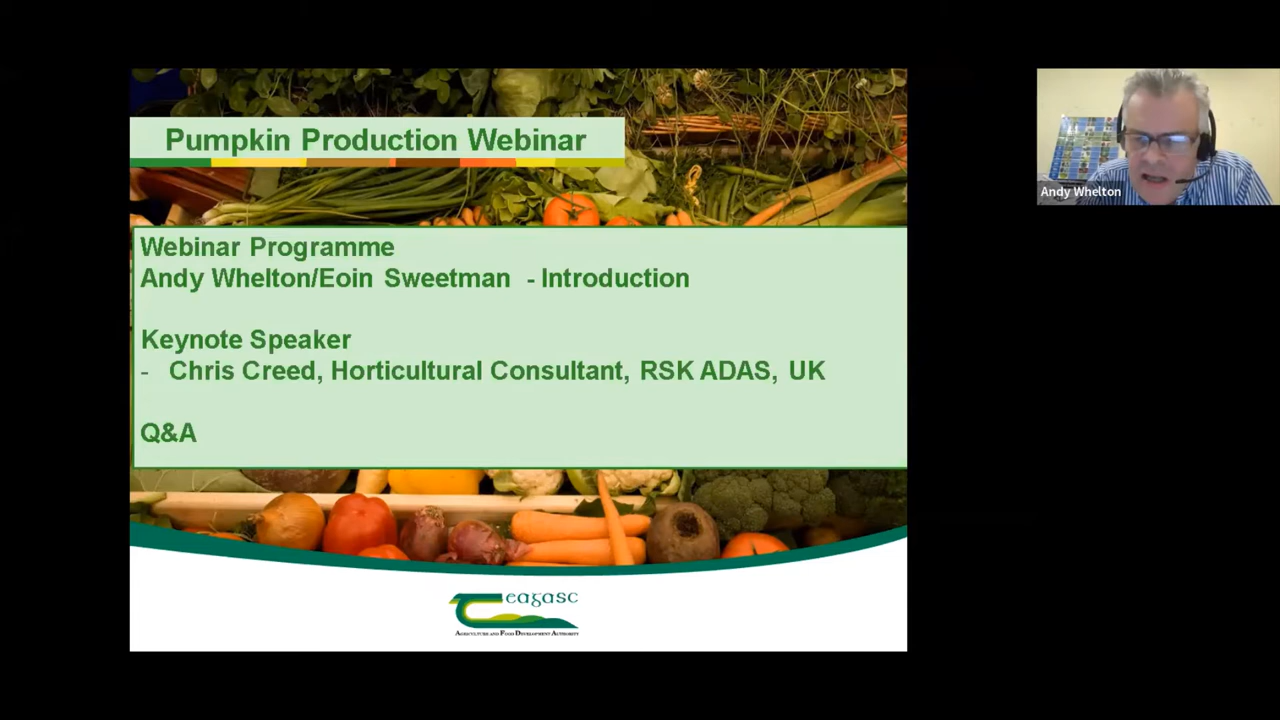 Pumpkin Production Webinar
Andy Whelton
Webinar Programme
Andy Whelton/Eoin Sweetman - Introduction
Keynote Speaker
- Chris Creed, Horticultural Consultant, RSK ADAS, UK
Q&A
eagasc
AGRICULTURE AND FOOD DEVELOPMENT AUTHORITY